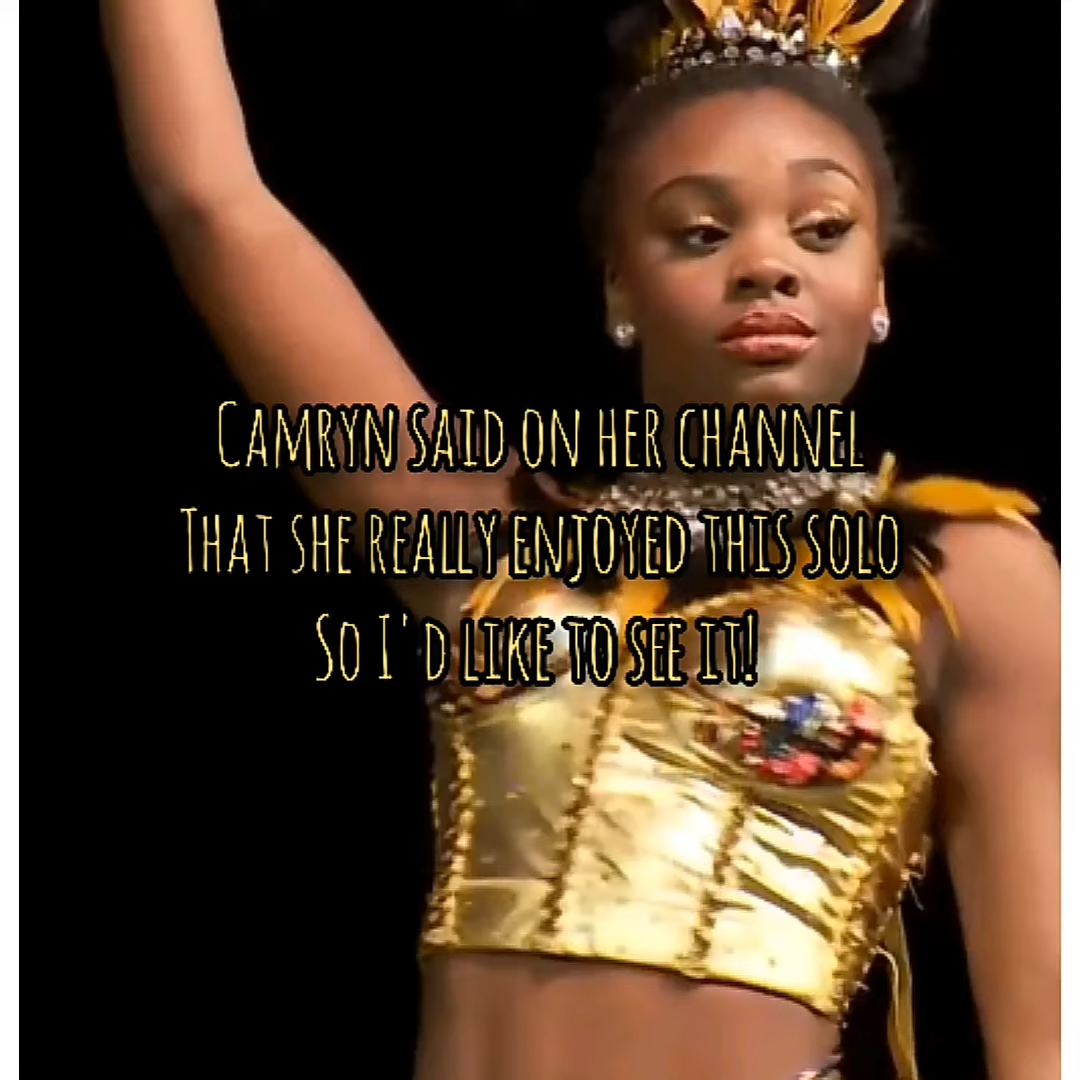 Camryn said on her channel
That she really enjoyed this solo
So I'd like to see it!